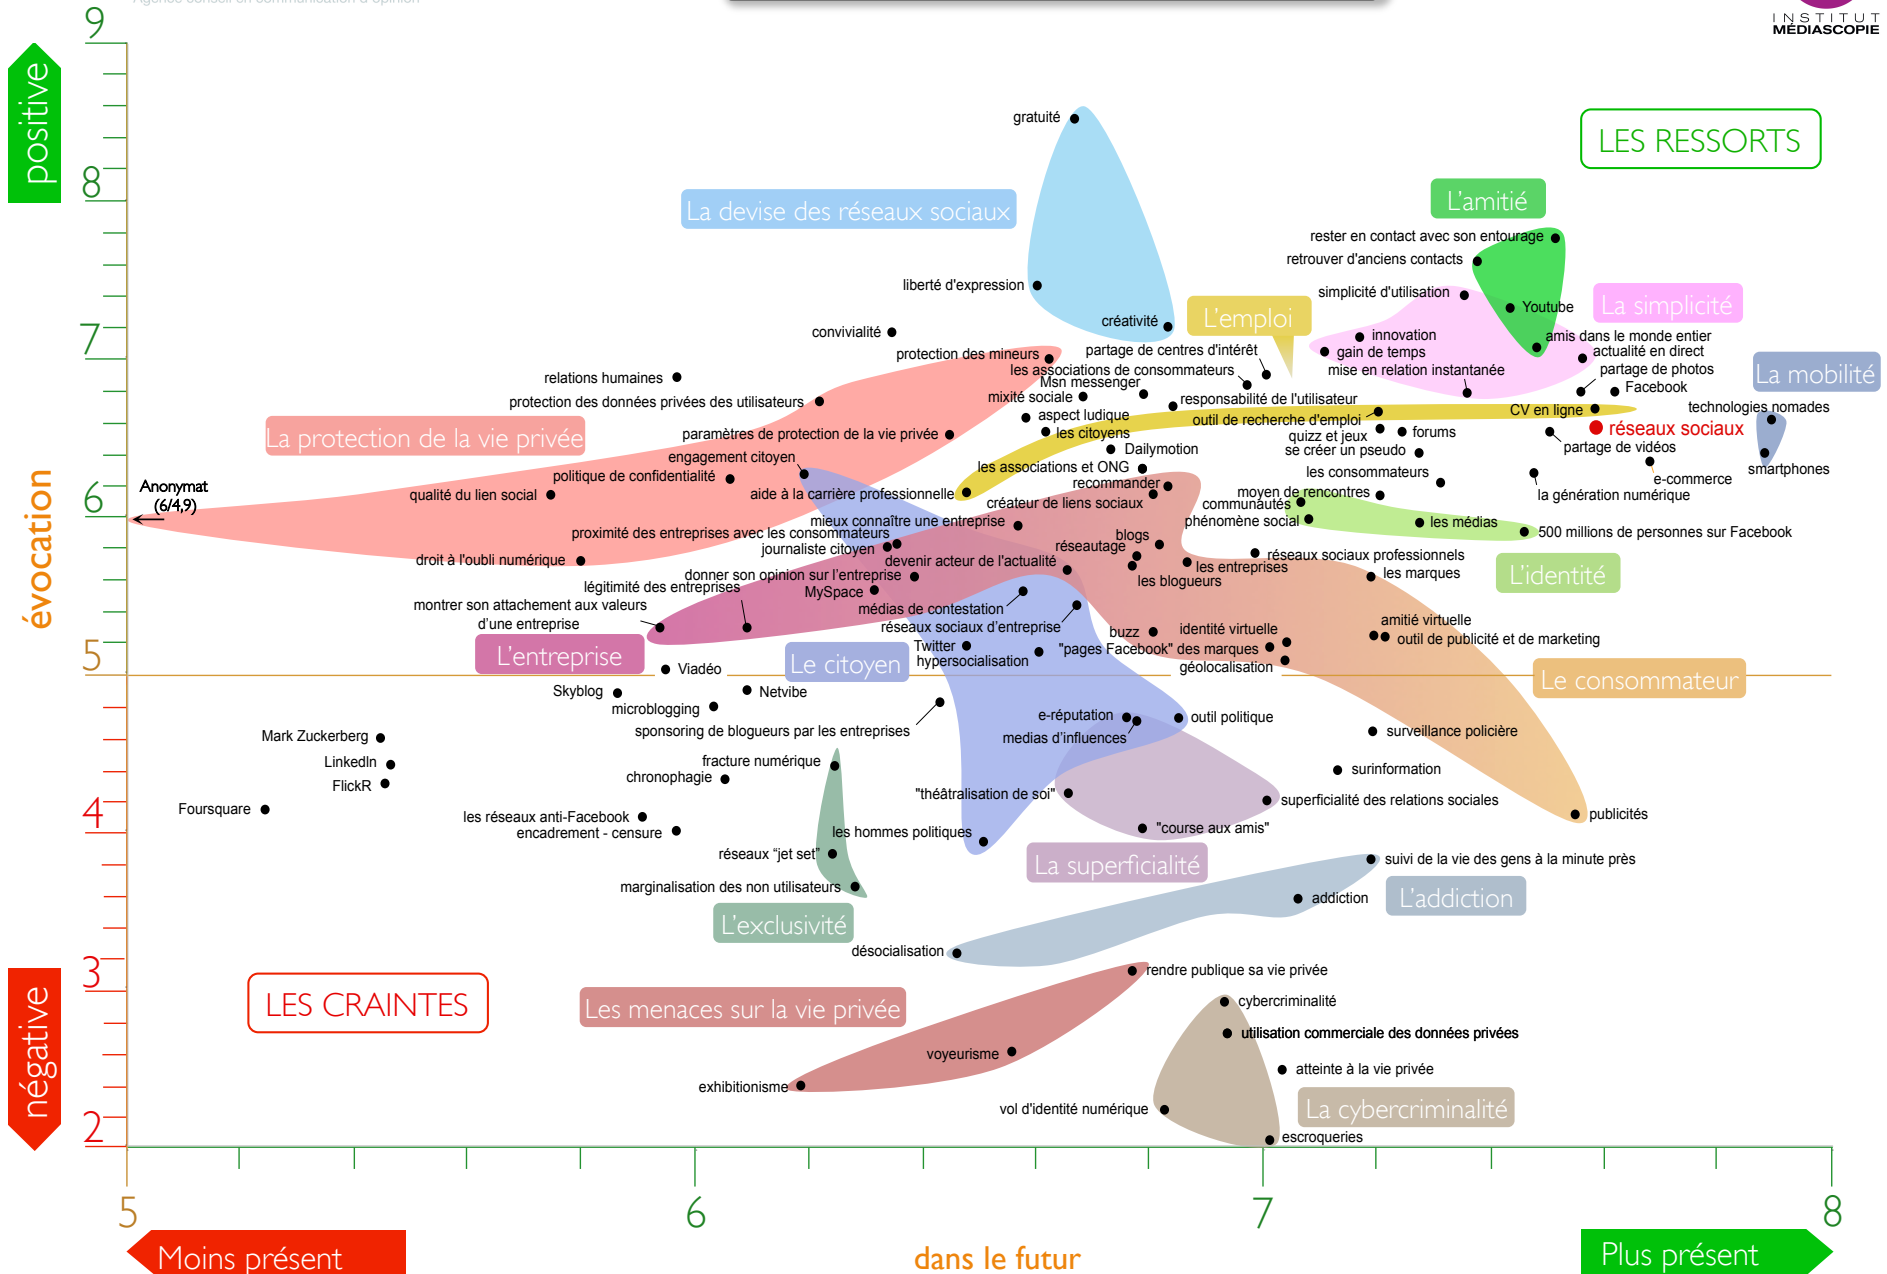 Agence conseil en communication d'opinion
INSTITUT
MÉDIASCOPIE
9
positive
gratuité
LES RESSORTS
8
La devise des réseaux sociaux
L'amitié
rester en contact avec son entourage
retrouver d'anciens contacts
liberté d'expression
simplicité d'utilisation
Youtube
La simplicité
créativité
L'emploi
7
convivialité
innovation
amis dans le monde entier
protection des mineurs
partage de centres d'intérêt
gain de temps
actualité en direct
les associations de consommateurs
mise en relation instantanée
partage de photos
La mobilité
relations humaines
Msn messenger
Facebook
protection des données privées des utilisateurs
mixité sociale
responsabilité de l'utilisateur
CV en ligne
technologies nomades
aspect ludique
outil de recherche d'emploi
réseaux sociaux
La protection de la vie privée
paramètres de protection de la vie privée
les citoyens
quizz et jeux
forums
engagement citoyen
Dailymotion
se créer un pseudo
partage de vidéos
politique de confidentialité
les associations et ONG
les consommateurs
smartphones
e-commerce
Anonymat
(6/4,9)
6
qualité du lien social
aide à la carrière professionnelle
recommander
moyen de rencontres
la génération numérique
créateur de liens sociaux
communautés
mieux connaître une entreprise
phénomène social
les médias
500 millions de personnes sur Facebook
proximité des entreprises avec les consommateurs
blogs
journaliste citoyen
réseautage
réseaux sociaux professionnels
droit à l'oubli numérique
devenir acteur de l'actualité
les entreprises
les marques
L'identité
donner son opinion sur l'entreprise
les blogueurs
légitimité des entreprises
MySpace
montrer son attachement aux valeurs
d'une entreprise
médias de contestation
réseaux sociaux d'entreprise
buzz
identité virtuelle
amitié virtuelle
outil de publicité et de marketing
évocation
5
L'entreprise
Le citoyen
Twitter
hypersocialisation
"pages Facebook" des marques
géolocalisation
Viadéo
Le consommateur
Skyblog
Netvibe
microblogging
sponsoring de blogueurs par les entreprises
e-réputation
outil politique
medias d'influences
surveillance policière
Mark Zuckerberg
LinkedIn
fracture numérique
surinformation
FlickR
chronophagie
"théâtralisation de soi"
superficialité des relations sociales
Foursquare
4
les réseaux anti-Facebook
publicités
encadrement - censure
les hommes politiques
"course aux amis"
réseaux “jet set”
La superficialité
suivi de la vie des gens à la minute près
marginalisation des non utilisateurs
addiction
L'addiction
L'exclusivité
désocialisation
3
négative
LES CRAINTES
Les menaces sur la vie privée
rendre publique sa vie privée
cybercriminalité
utilisation commerciale des données privées
voyeurisme
atteinte à la vie privée
exhibitionisme
vol d'identité numérique
La cybercriminalité
2
escroqueries
5
6
7
8
Moins présent
dans le futur
Plus présent